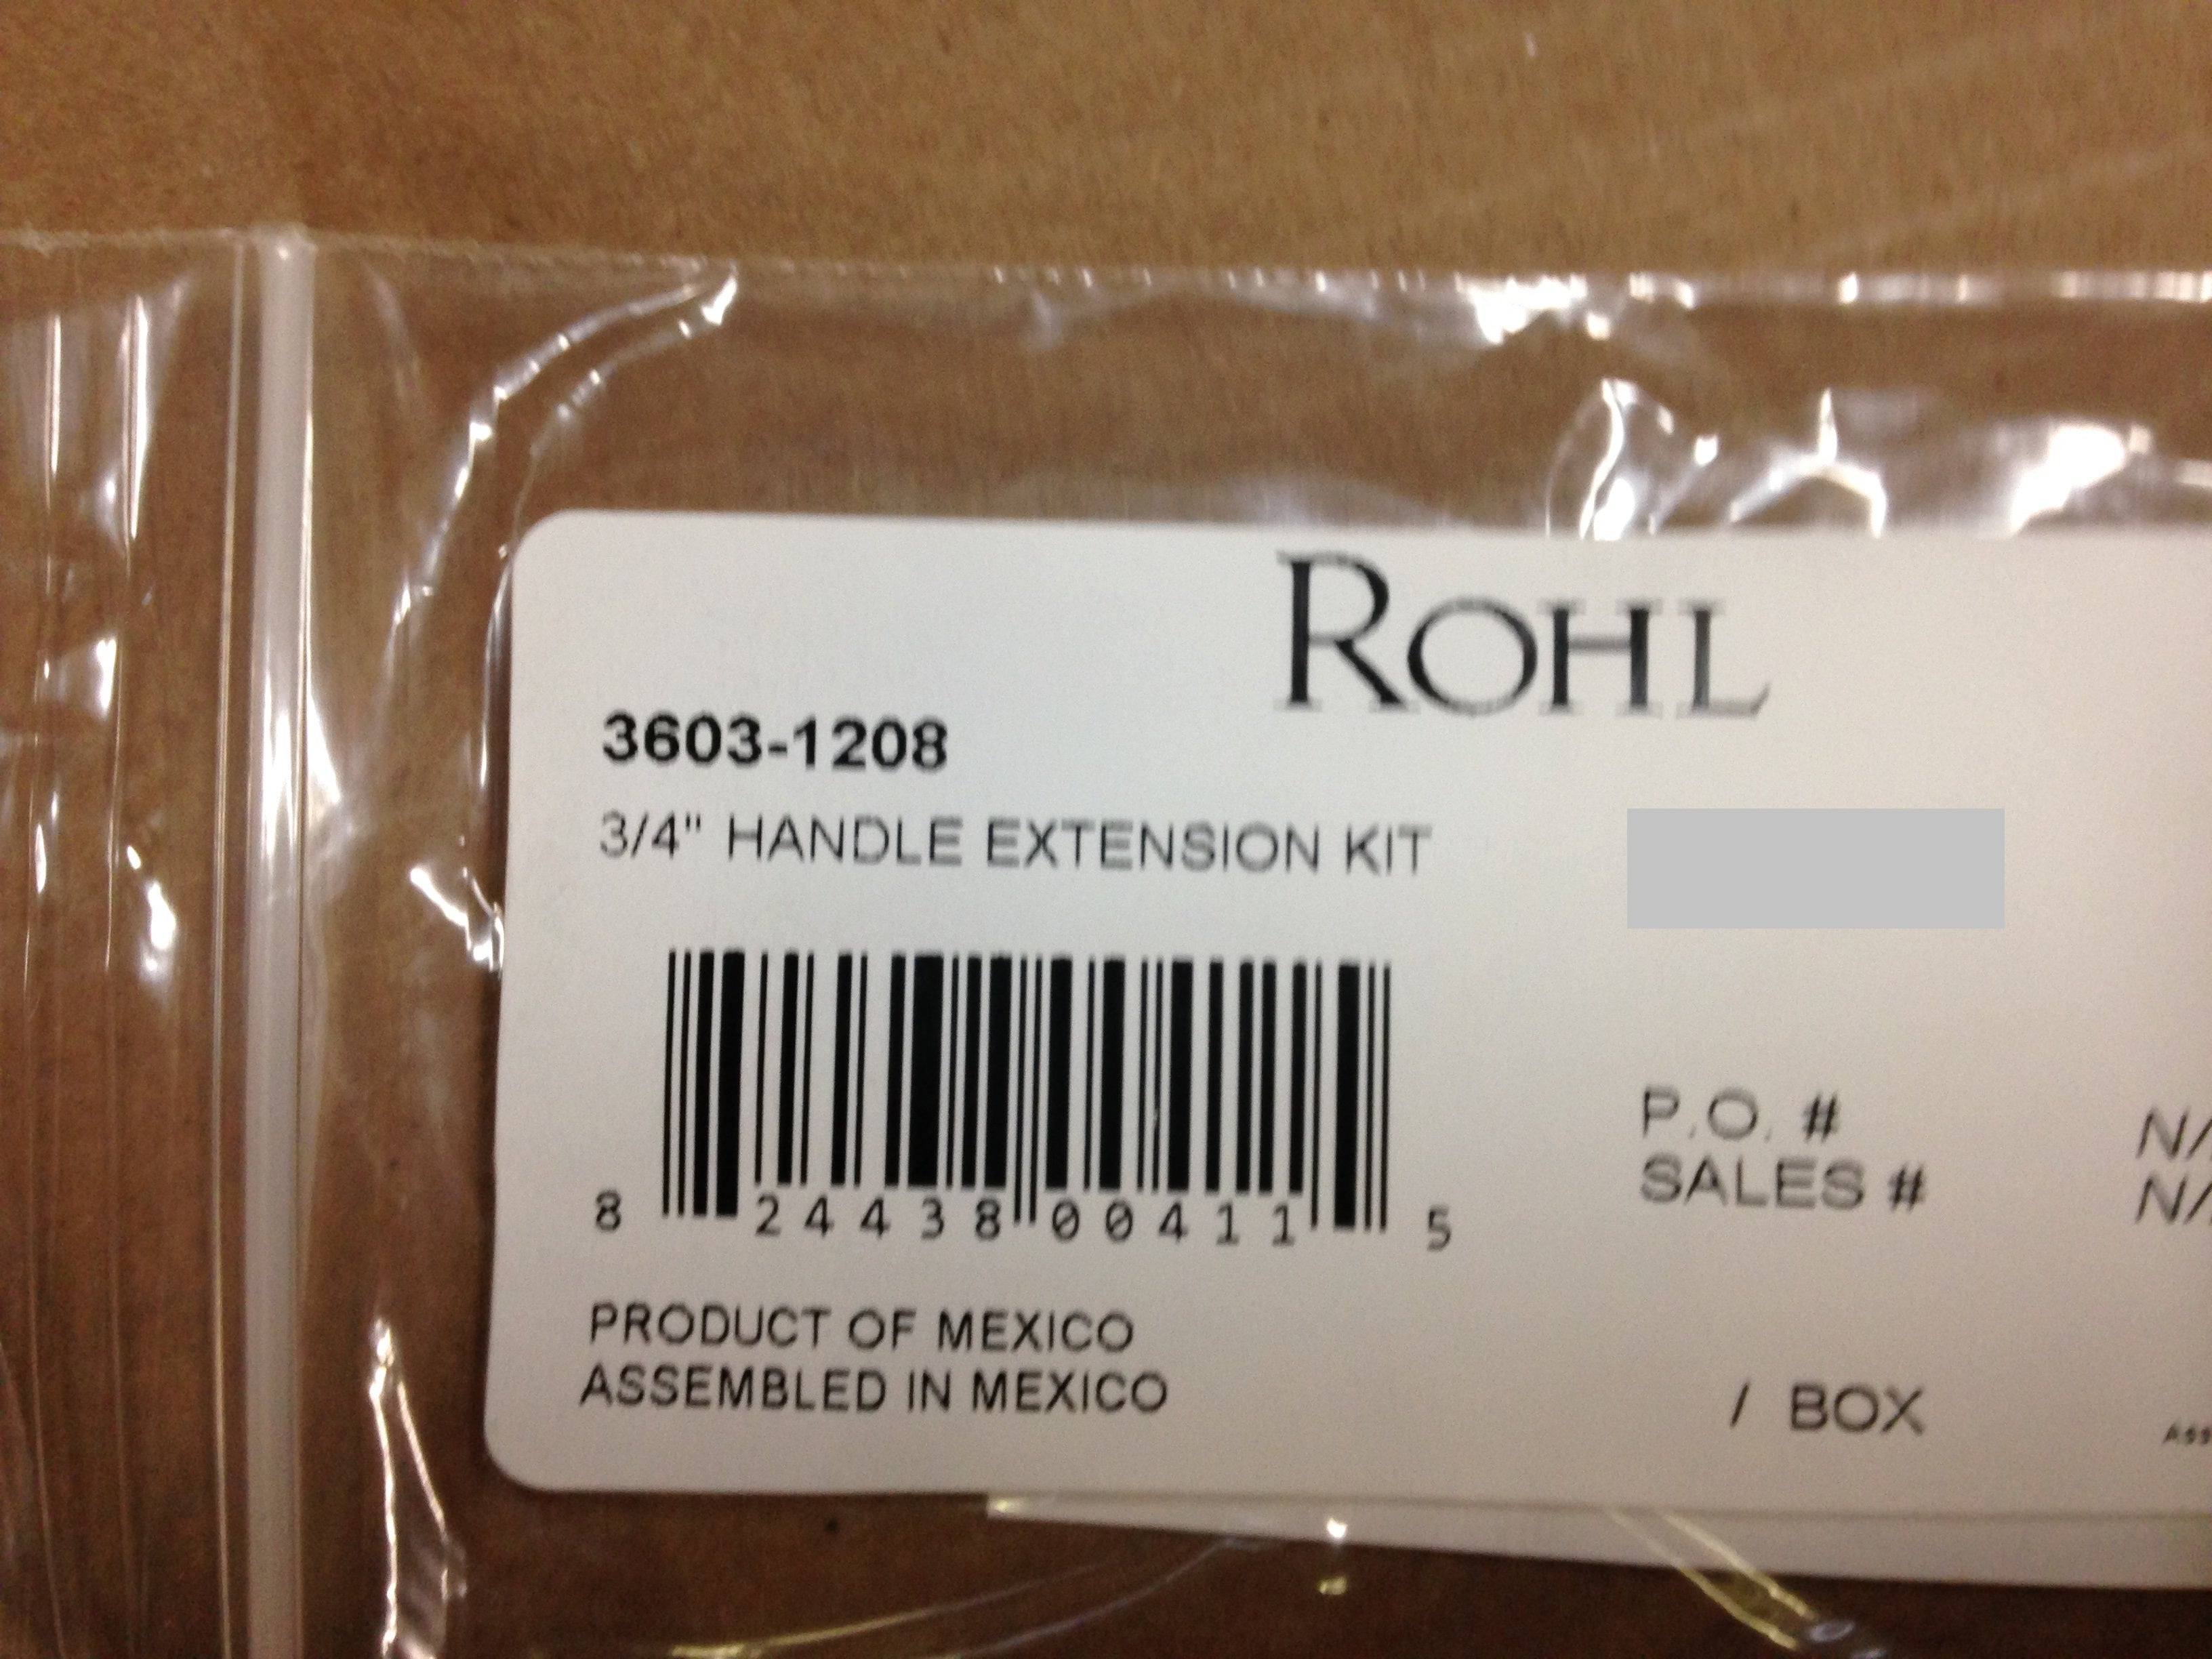 ROHL
3603-1208
3/4" HANDLE EXTENSION KIT
8 24438 00411 5
P.O. # N/
SALES # N/
PRODUCT OF MEXICO
ASSEMBLED IN MEXICO
/ BOX